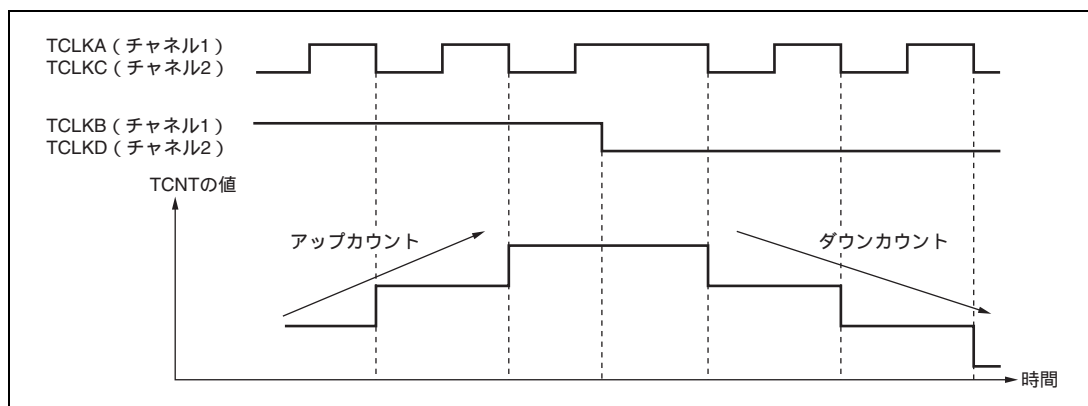 TCLKA（チャネル1）
TCLKC（チャネル2）
TCLKB（チャネル1）
TCLKD（チャネル2）
TCNTの値
アップカウント
ダウンカウント
時間